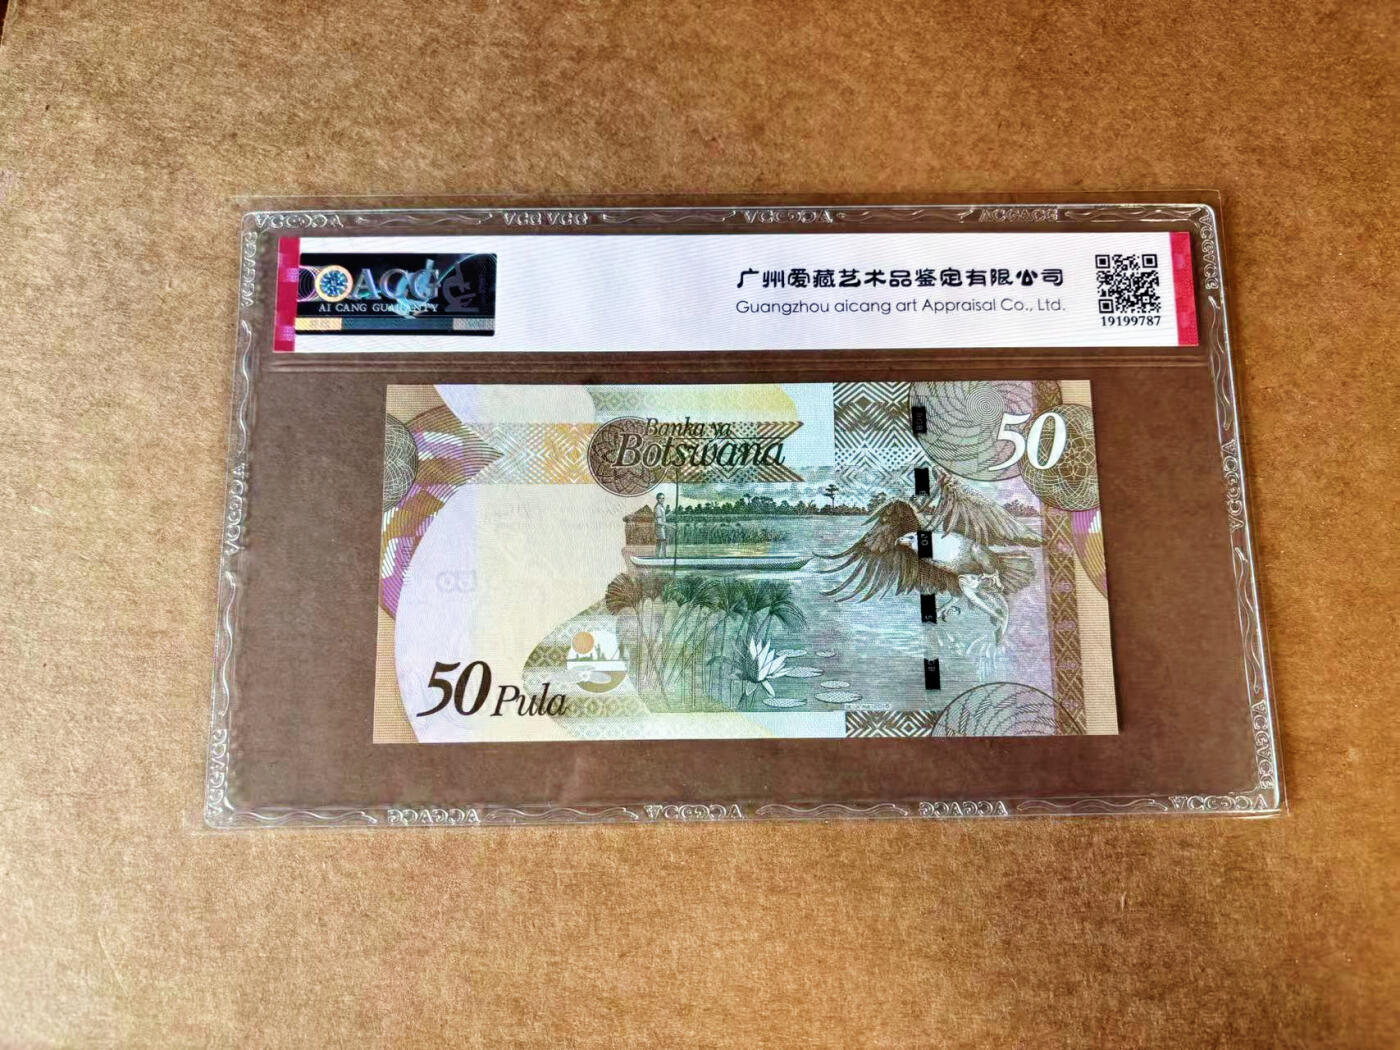 ACG
AI CANG GUARANTY
广州爱藏艺术品鉴定有限公司
Guangzhou aicang art Appraisal Co., Ltd.
19199787
Banka ya
Botswana
50
50 Pula